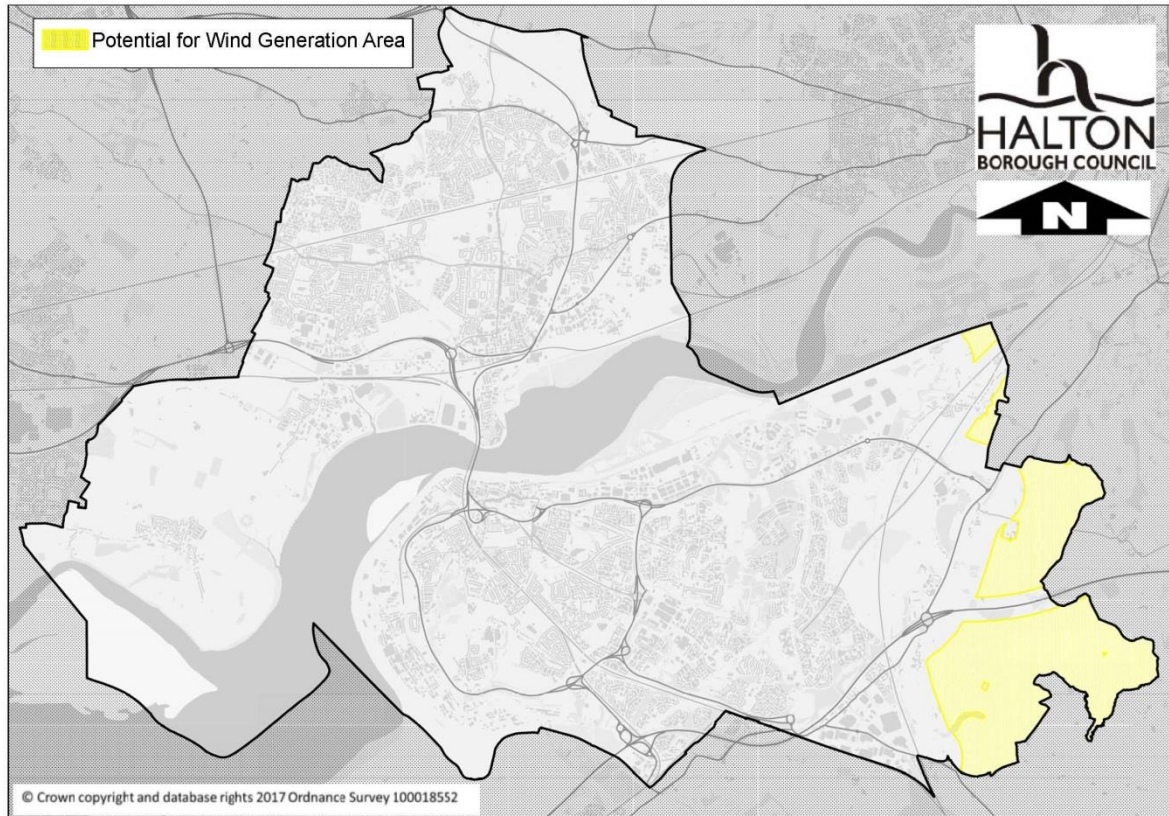 Potential for Wind Generation Area
HALTON
BOROUGH COUNCIL
N
© Crown copyright and database rights 2017 Ordnance Survey 100018552